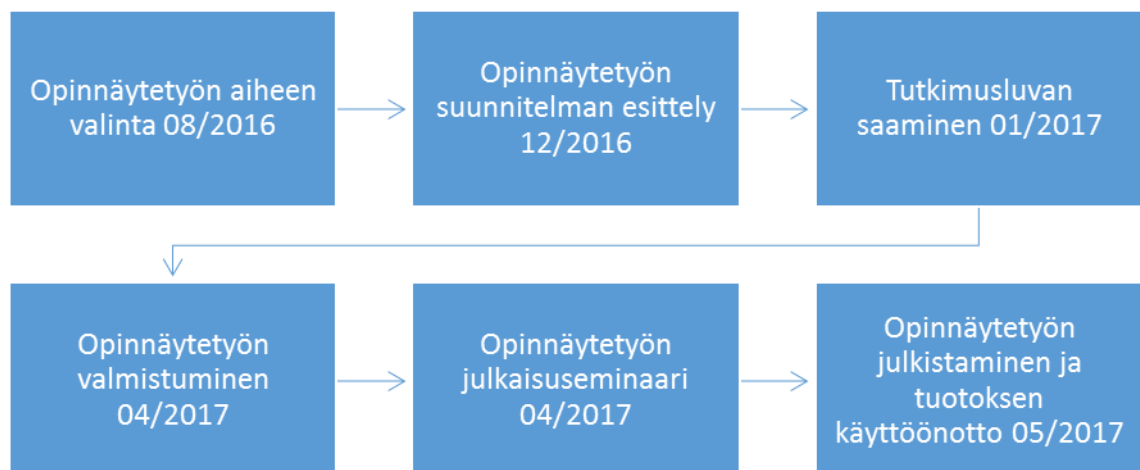 Opinnäytetyön aiheen
valinta 08/2016
Opinnäytetyön
suunnitelman esittely
12/2016
Tutkimusluvan
saaminen 01/2017
Opinnäytetyön
valmistuminen
04/2017
Opinnäytetyön
julkaisuseminaari
04/2017
Opinnäytetyön
julkistaminen ja
tuotoksen
käyttöönotto 05/2017